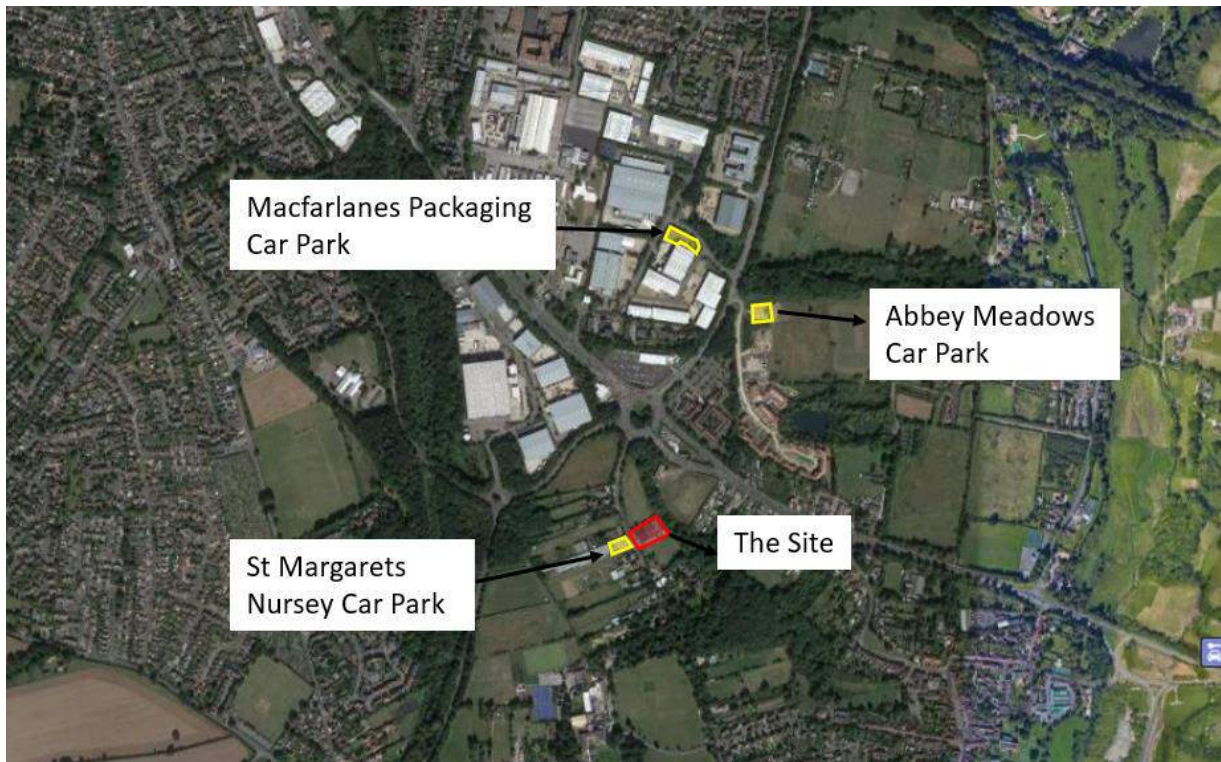 Macfarlanes Packaging
Car Park
Abbey Meadows
Car Park
The Site
St Margarets
Nursey Car Park